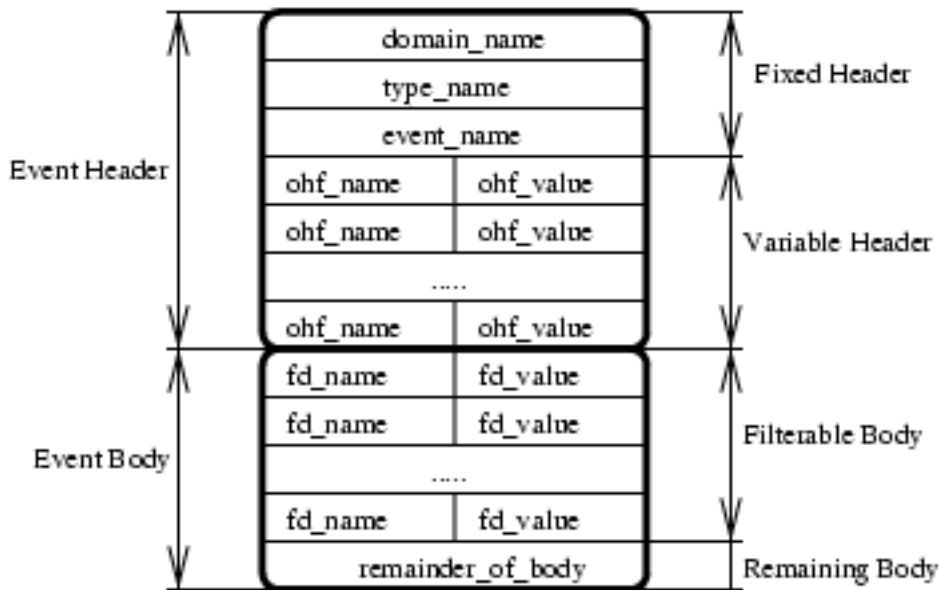 domain_name
Fixed Header
type_name
event_name
Event Header
ohf_name ohf_value
ohf_name ohf_value
Variable Header
.....
ohf_name ohf_value
fd_name fd_value
fd_name fd_value
Filterable Body
Event Body
.....
fd_name fd_value
remainder_of_body
Remaining Body